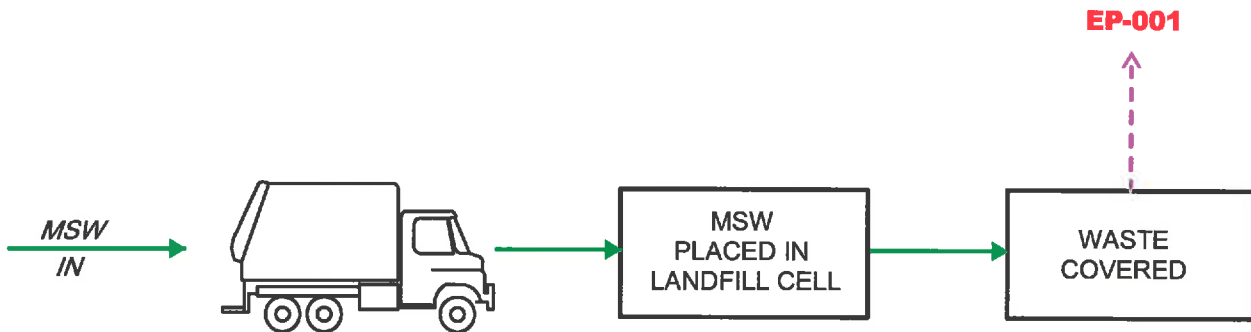 EP-001
MSW
IN
MSW
PLACED IN
LANDFILL CELL
WASTE
COVERED